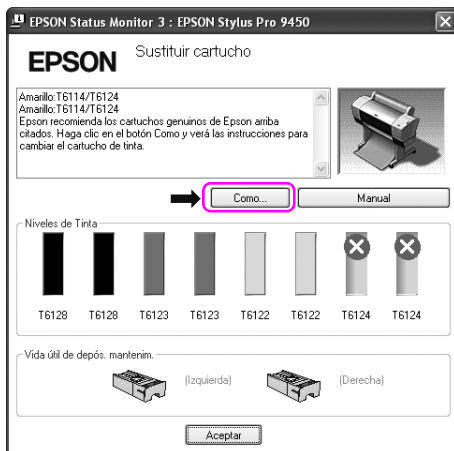 EPSON Status Monitor 3 : EPSON Stylus Pro 9450
EPSON
Sustituir cartucho
Amarillo:T6114/T6124
Amarillo:T6114/T6124
Epson recomienda los cartuchos genuinos de Epson arriba
citados. Haga clic en el botón Como y verá las instrucciones para
cambiar el cartucho de tinta.
Como...
Manual
Niveles de Tinta
T6128 T6128 T6123 T6123 T6122 T6122 T6124 T6124
Vida útil de depós. mantenim.
(Izquierda) (Derecha)
Aceptar